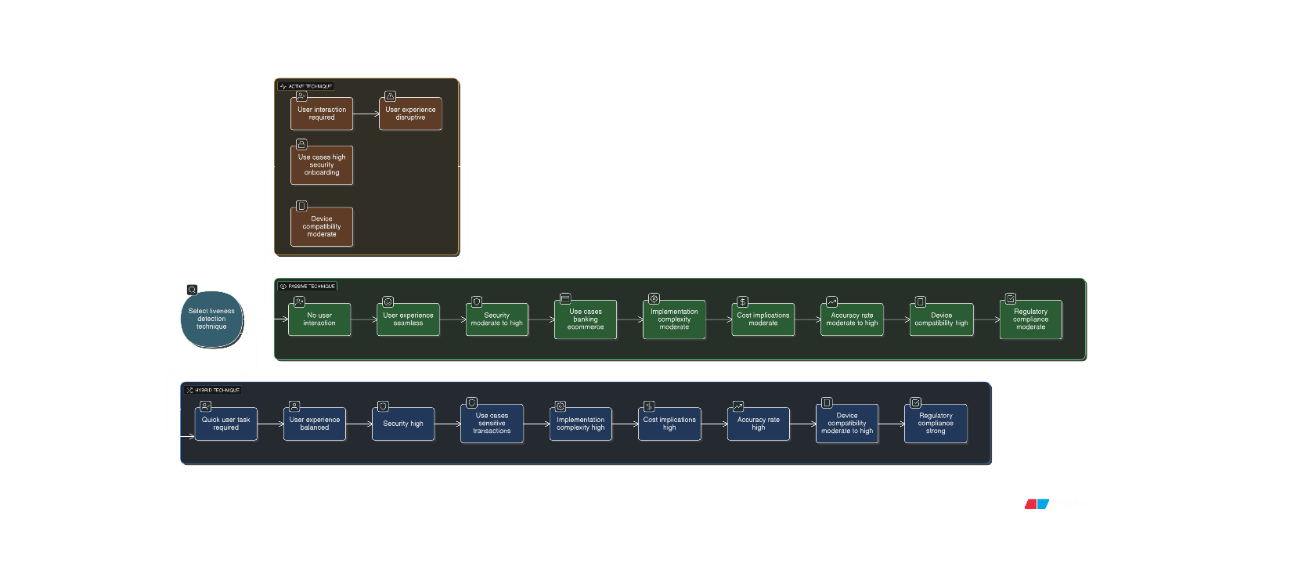 ACTIVE TECHNIQUE
User interaction
required
User experience
disruptive
Use cases high
security
onboarding
Device
compatibility
moderate
Select liveness
detection
technique
PASSIVE TECHNIQUE
No user
interaction
User experience
seamless
Security
moderate to high
Use cases
banking
ecommerce
Implementation
complexity
moderate
Cost implications
moderate
Accuracy rate
moderate to high
Device
compatibility high
Regulatory
compliance
moderate
HYBRID TECHNIQUE
Quick user task
required
User experience
balanced
Security high
Use cases
sensitive
transactions
Implementation
complexity high
Cost implications
high
Accuracy rate
high
Device
compatibility
moderate to high
Regulatory
compliance
strong